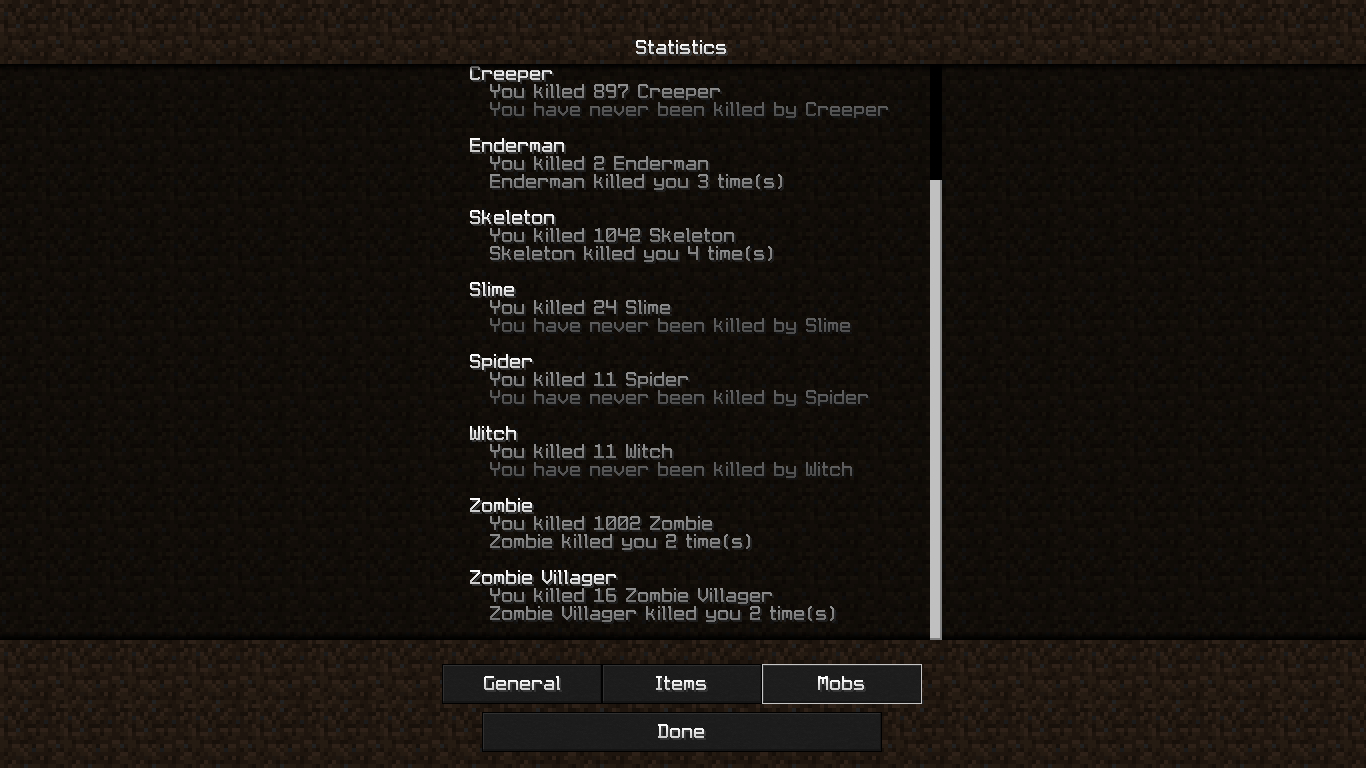 Statistics
Creeper
You killed 897 Creeper
You have never been killed by Creeper
Enderman
You killed 2 Enderman
Enderman killed you 3 time(s)
Skeleton
You killed 1042 Skeleton
Skeleton killed you 4 time(s)
Slime
You killed 24 Slime
You have never been killed by Slime
Spider
You killed 11 Spider
You have never been killed by Spider
Witch
You killed 11 Witch
You have never been killed by Witch
Zombie
You killed 1002 Zombie
Zombie killed you 2 time(s)
Zombie Villager
You killed 16 Zombie Villager
Zombie Villager killed you 2 time(s)
General Items Mobs
Done